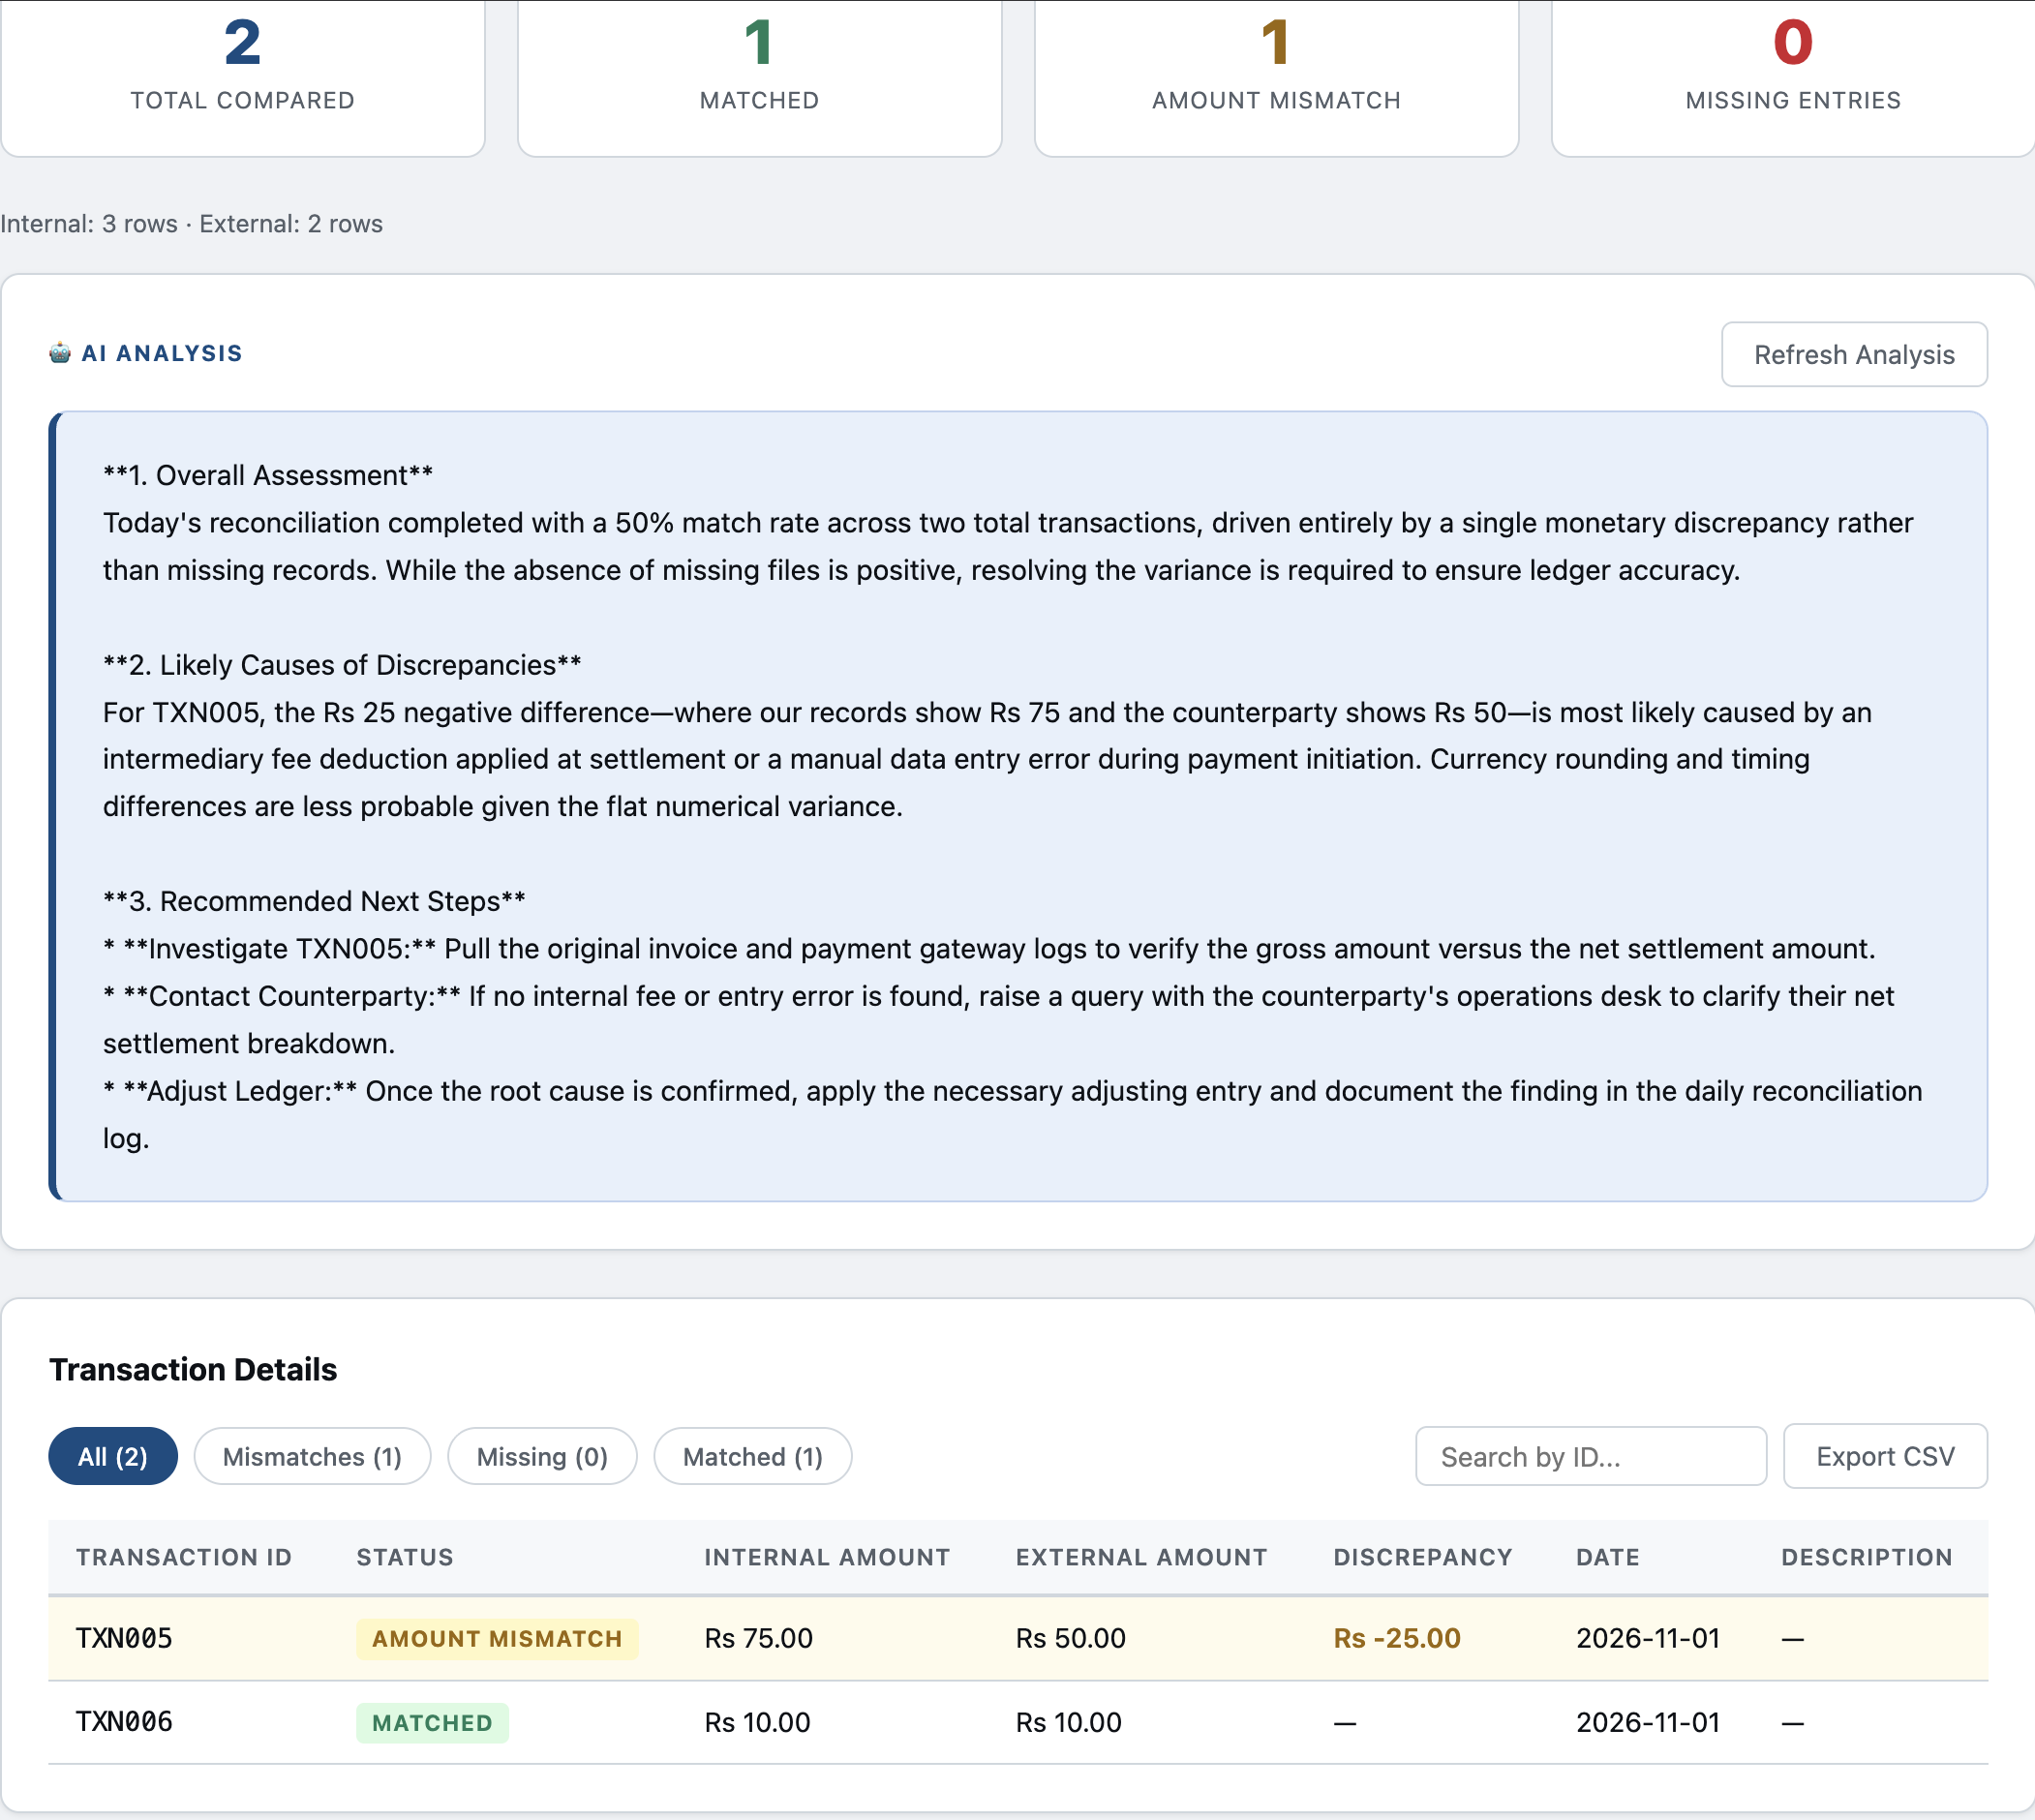 2
TOTAL COMPARED
1
MATCHED
1
AMOUNT MISMATCH
0
MISSING ENTRIES
Internal: 3 rows · External: 2 rows
🤖 AI ANALYSIS
Refresh Analysis
**1. Overall Assessment**
Today's reconciliation completed with a 50% match rate across two total transactions, driven entirely by a single monetary discrepancy rather
than missing records. While the absence of missing files is positive, resolving the variance is required to ensure ledger accuracy.
**2. Likely Causes of Discrepancies**
For TXN005, the Rs 25 negative difference—where our records show Rs 75 and the counterparty shows Rs 50—is most likely caused by an
intermediary fee deduction applied at settlement or a manual data entry error during payment initiation. Currency rounding and timing
differences are less probable given the flat numerical variance.
**3. Recommended Next Steps**
* **Investigate TXN005:** Pull the original invoice and payment gateway logs to verify the gross amount versus the net settlement amount.
* **Contact Counterparty:** If no internal fee or entry error is found, raise a query with the counterparty's operations desk to clarify their net
settlement breakdown.
* **Adjust Ledger:** Once the root cause is confirmed, apply the necessary adjusting entry and document the finding in the daily reconciliation
log.
Transaction Details
All (2) Mismatches (1) Missing (0) Matched (1) Search by ID... Export CSV
TRANSACTION ID STATUS INTERNAL AMOUNT EXTERNAL AMOUNT DISCREPANCY DATE DESCRIPTION
TXN005 AMOUNT MISMATCH Rs 75.00 Rs 50.00 Rs -25.00 2026-11-01 —
TXN006 MATCHED Rs 10.00 Rs 10.00 — 2026-11-01 —